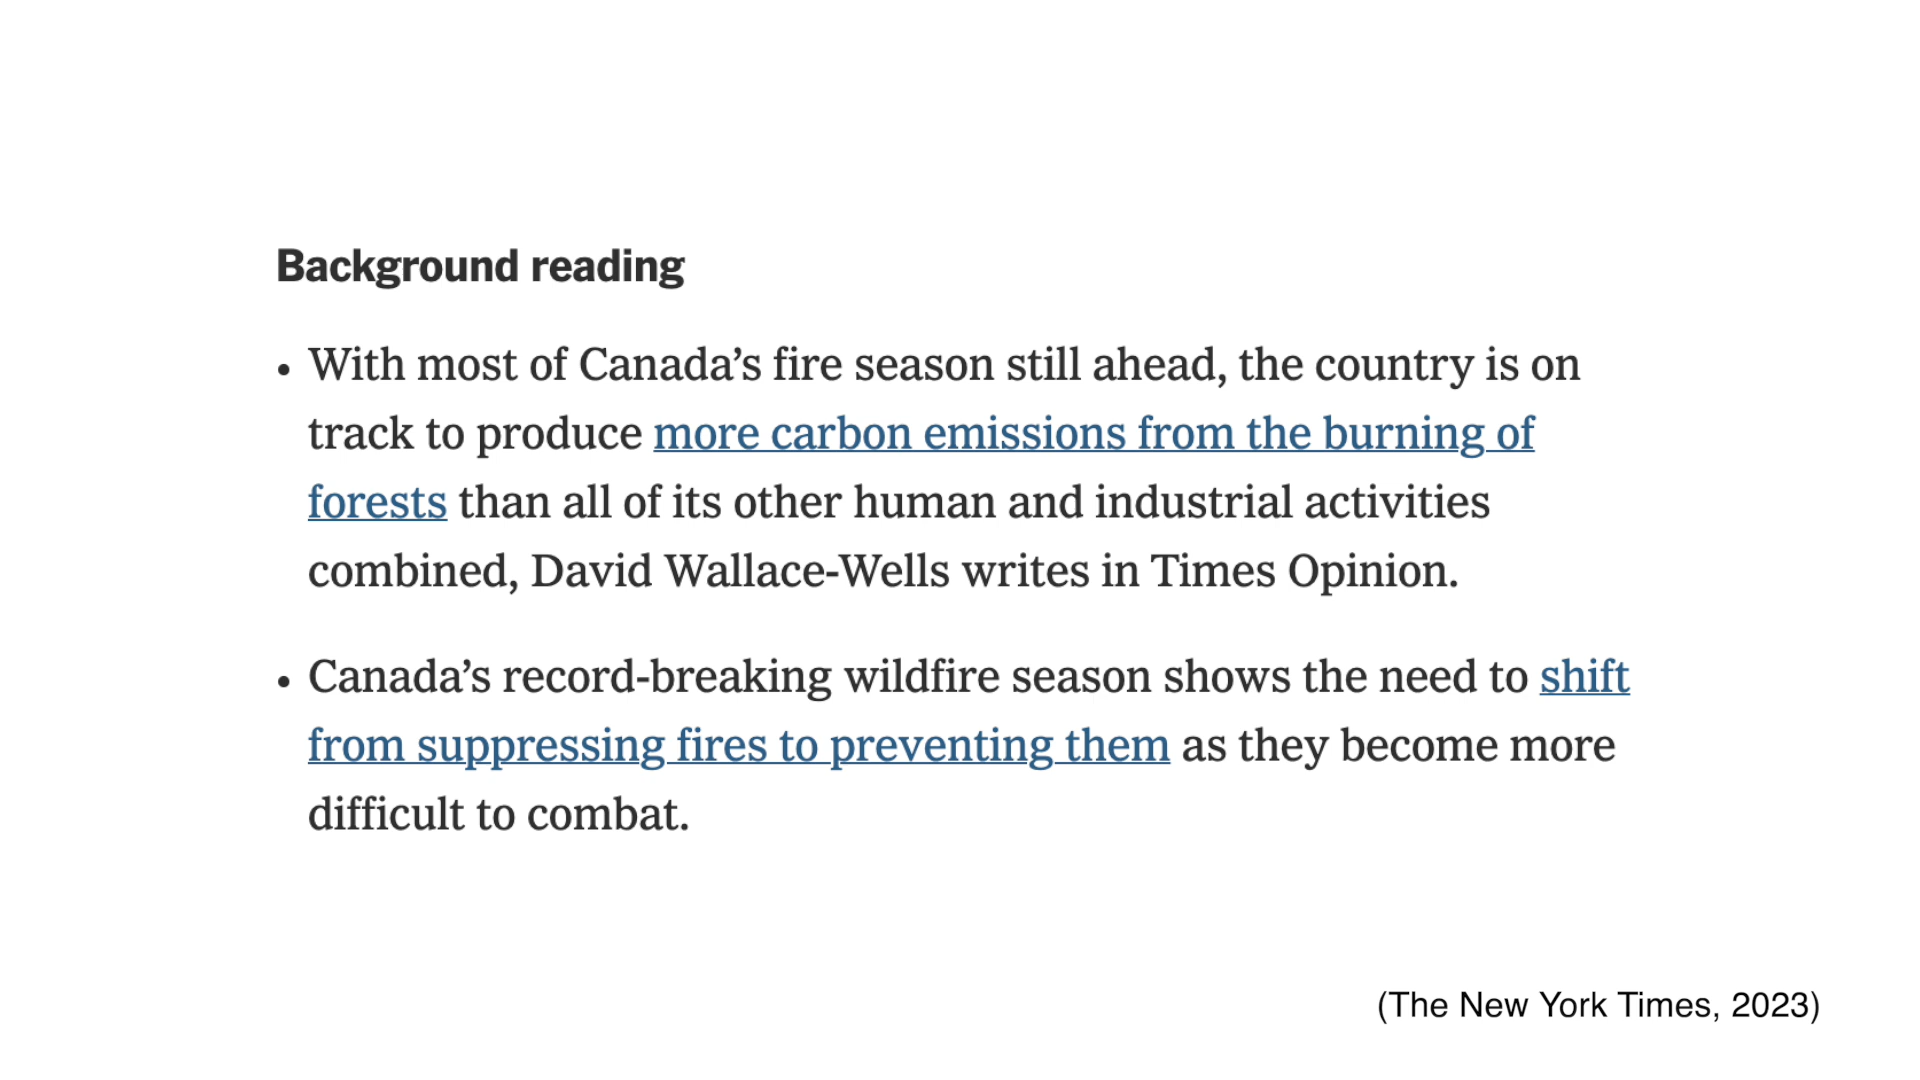 Background reading
• With most of Canada’s fire season still ahead, the country is on
track to produce more carbon emissions from the burning of
forests than all of its other human and industrial activities
combined, David Wallace-Wells writes in Times Opinion.
• Canada’s record-breaking wildfire season shows the need to shift
from suppressing fires to preventing them as they become more
difficult to combat.
(The New York Times, 2023)